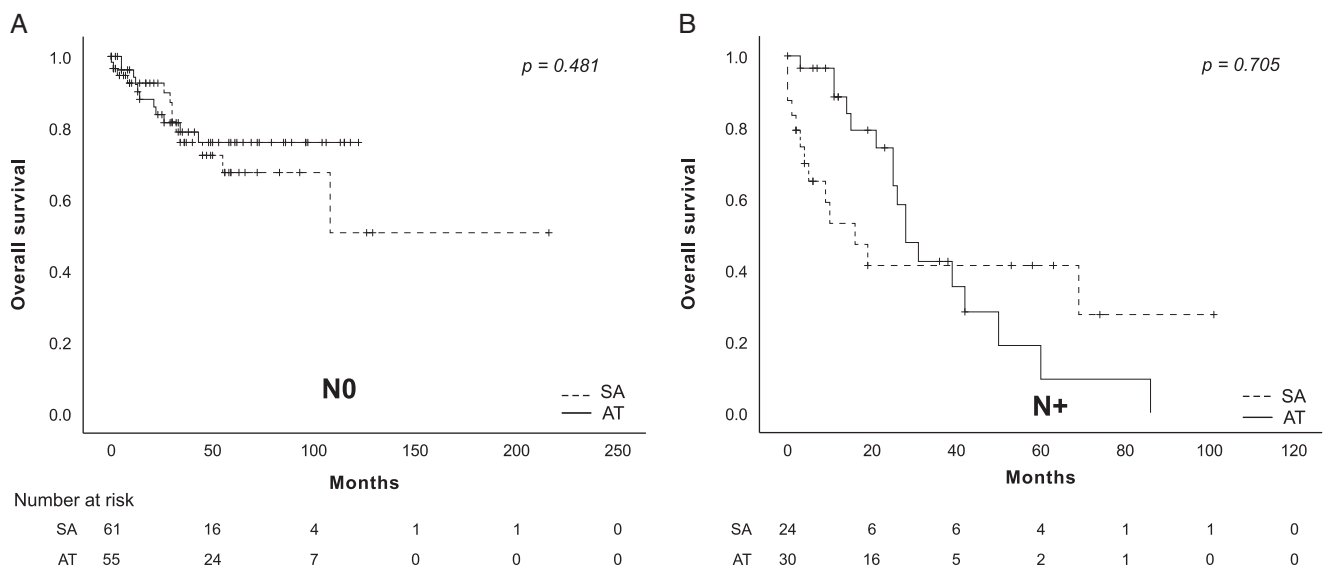 A
p = 0.481
1.0
0.8
0.6
0.4
0.2
0.0
Overall survival
N0
SA
AT
0 50 100 150 200 250
Months
Number at risk
SA 61 16 4 1 1 0
AT 55 24 7 0 0 0
B
p = 0.705
1.0
0.8
0.6
0.4
0.2
0.0
Overall survival
N+
SA
AT
0 20 40 60 80 100 120
Months
SA 24 6 6 4 1 1 0
AT 30 16 5 2 1 0 0